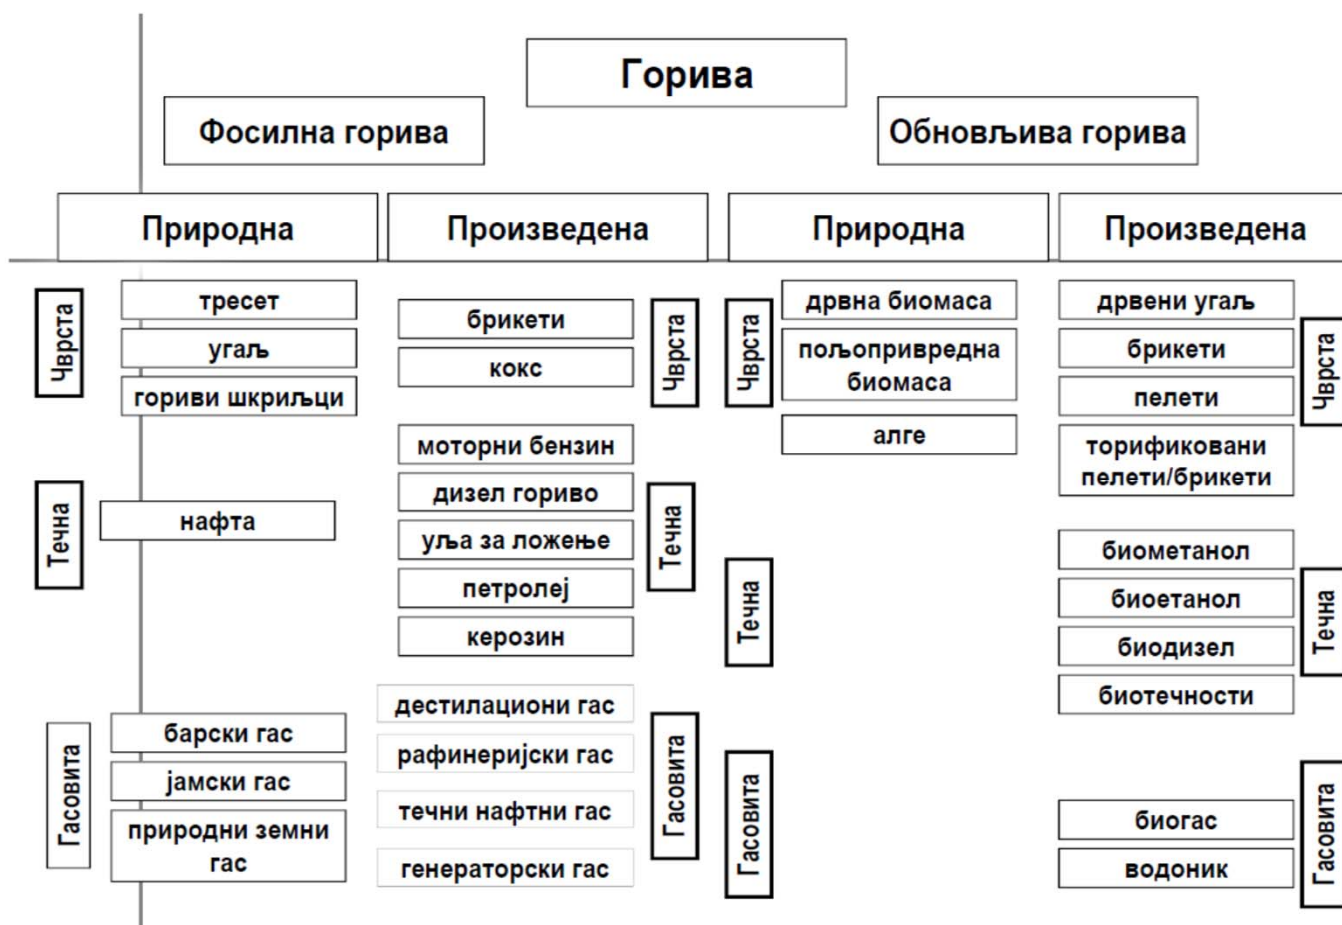 Горива
Фосилна горива
Обновљива горива
Природна
Произведена
Природна
Произведена
Чврста
тресет
угаљ
гориви шкриљци
Течна
нафта
Гасовита
барски гас
јамски гас
природни земни
гас
брикети
кокс
Чврста
моторни бензин
дизел гориво
уља за ложење
петролеј
керозин
Течна
дестилациони гас
рафинеријски гас
течни нафтни гас
генераторски гас
Гасовита
Чврста
дрвна биомаса
пољопривредна
биомаса
алге
Течна
Гасовита
дрвени угаљ
брикети
пелети
торификовани
пелети/брикети
Чврста
биометанол
биоетанол
биодизел
биотечности
Течна
биогас
водоник
Гасовита